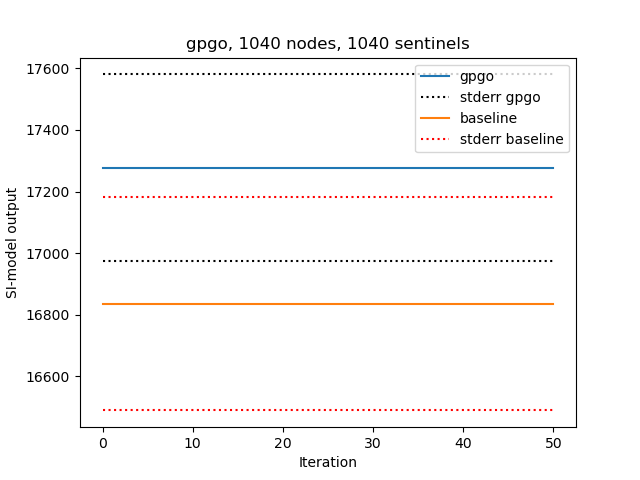 gpgo, 1040 nodes, 1040 sentinels
17600
17400
17200
17000
16800
16600
SI-model output
gpgo
stderr gpgo
baseline
stderr baseline
0 10 20 30 40 50
Iteration